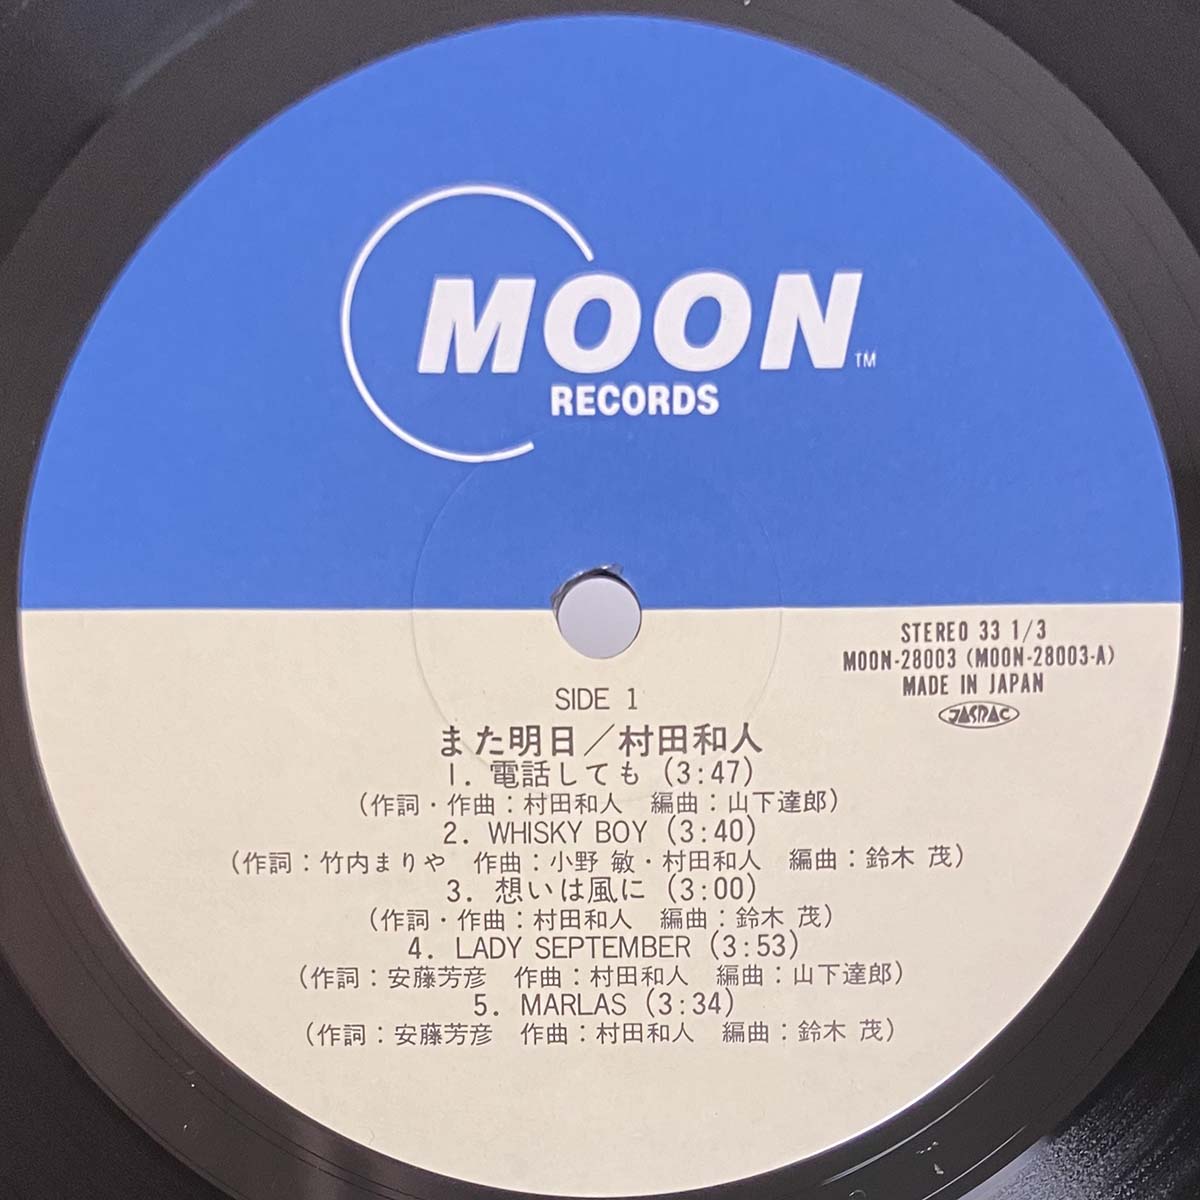 MOON TM
RECORDS
STEREO 33 1/3
MOON-28003 (MOON-28003-A)
MADE IN JAPAN
JASRAC
SIDE 1
また明日／村田和人
1. 電話しても (3:47)
(作詞・作曲：村田和人　編曲：山下達郎)
2. WHISKY BOY (3:40)
(作詞：竹内まりや　作曲：小野 敏・村田和人　編曲：鈴木 茂)
3. 想いは風に (3:00)
(作詞・作曲：村田和人　編曲：鈴木 茂)
4. LADY SEPTEMBER (3:53)
(作詞：安藤芳彦　作曲：村田和人　編曲：山下達郎)
5. MARLAS (3:34)
(作詞：安藤芳彦　作曲：村田和人　編曲：鈴木 茂)